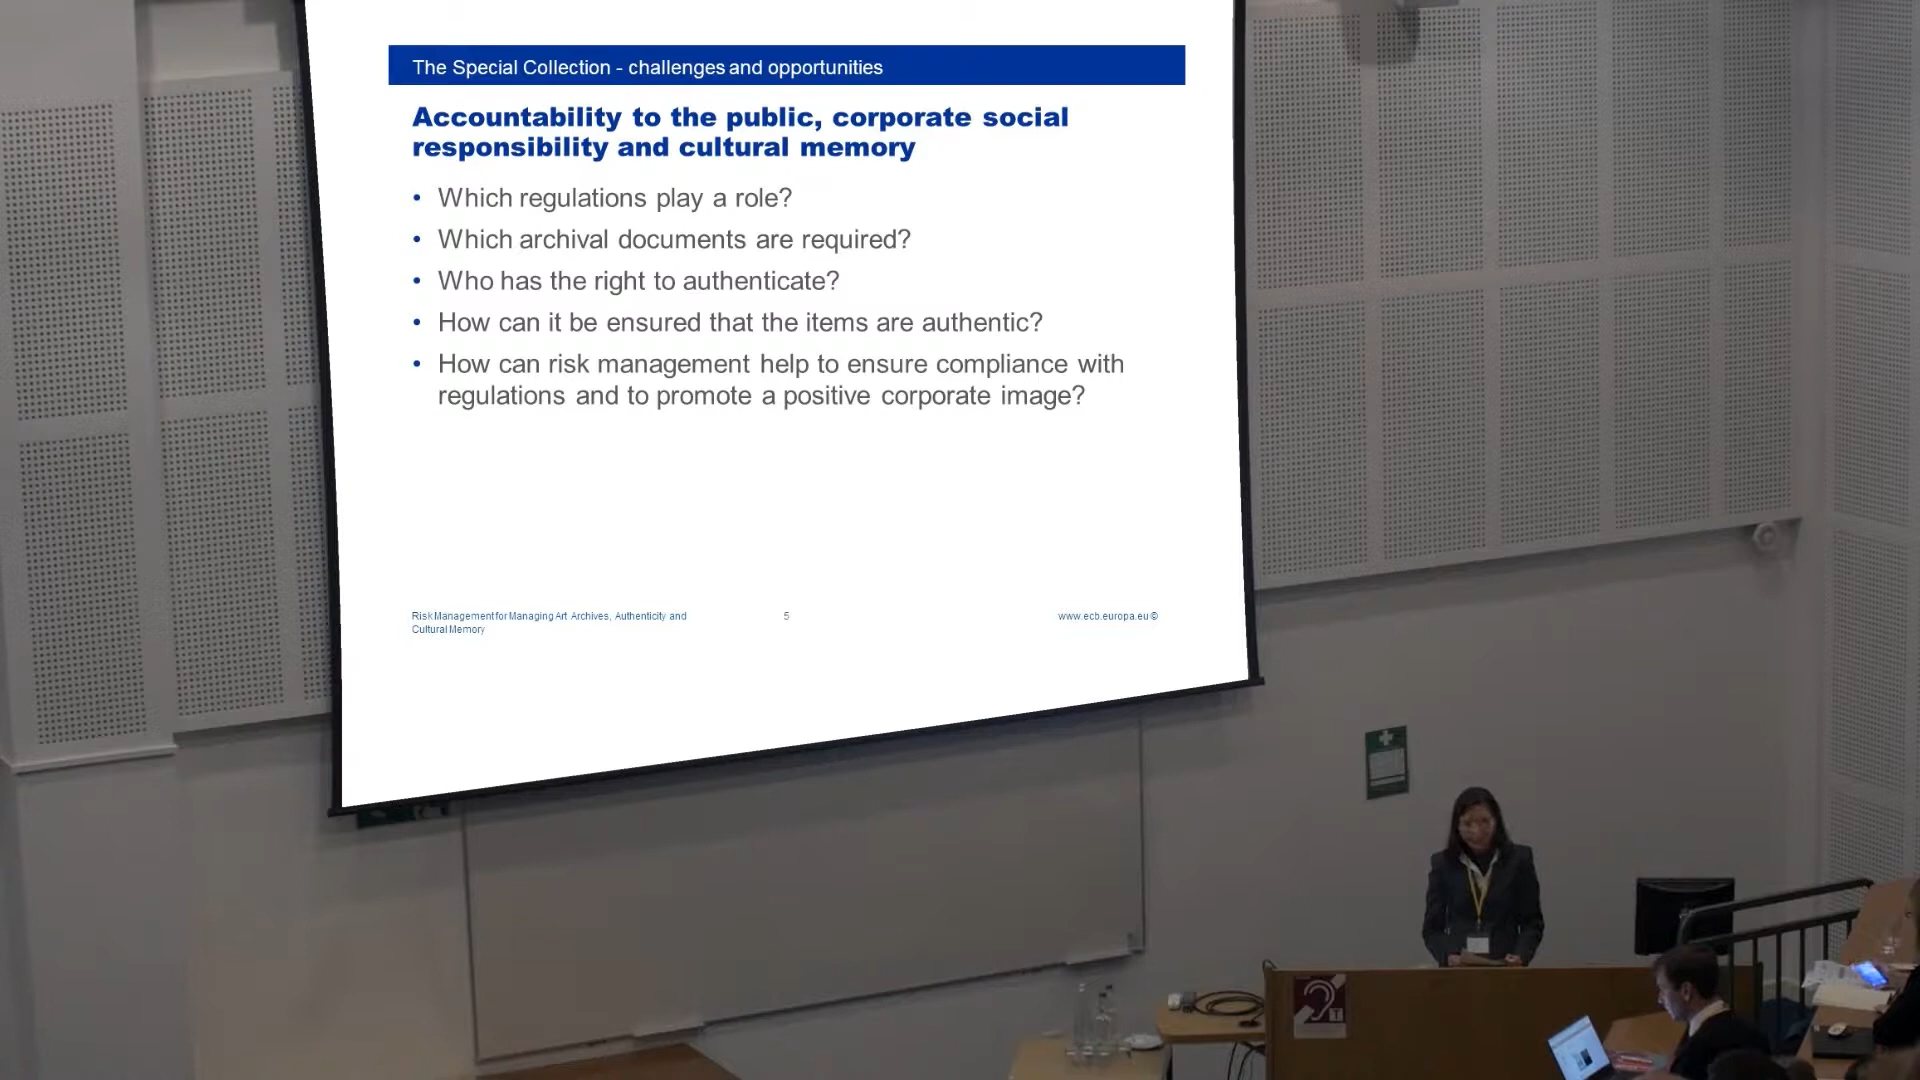 The Special Collection - challenges and opportunities
Accountability to the public, corporate social
responsibility and cultural memory
• Which regulations play a role?
• Which archival documents are required?
• Who has the right to authenticate?
• How can it be ensured that the items are authentic?
• How can risk management help to ensure compliance with
regulations and to promote a positive corporate image?
Risk Management for Managing Art Archives, Authenticity and
Cultural Memory
5
www.ecb.europa.eu ©
T